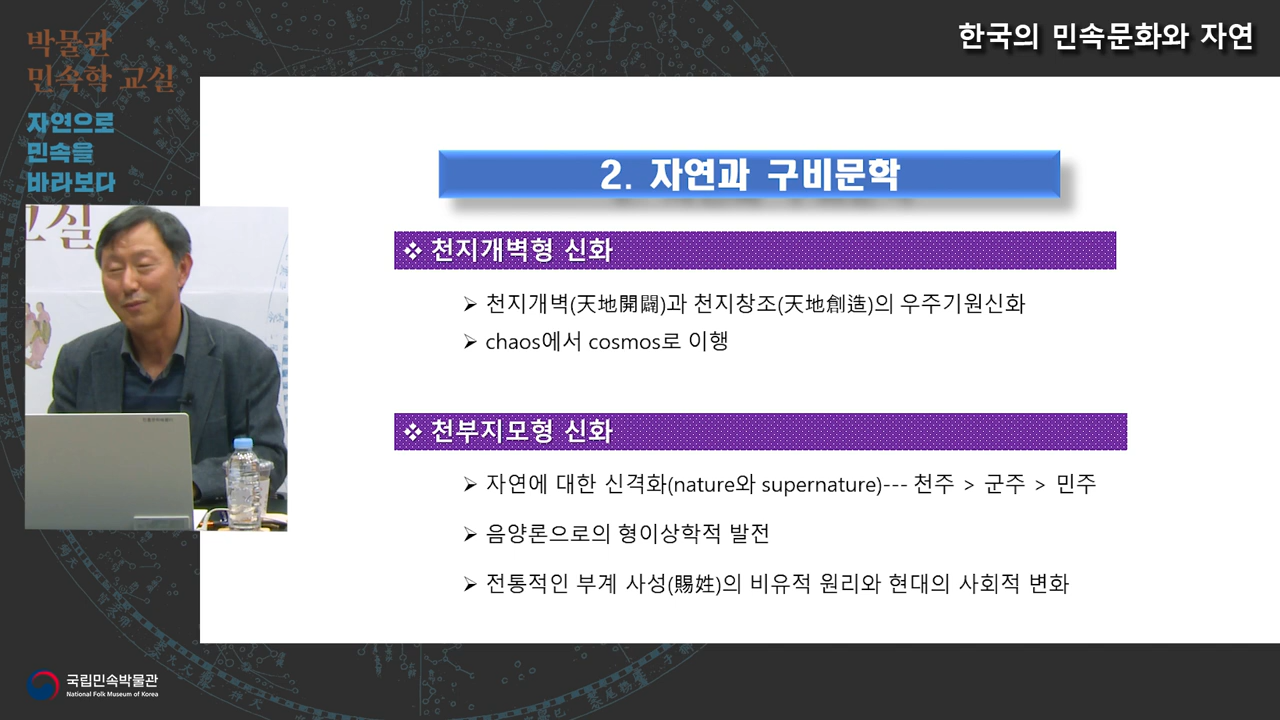 박물관
민속학 교실
자연으로
민속을
바라보다
교실
한국의 민속문화와 자연
2. 자연과 구비문학
❖ 천지개벽형 신화
➢ 천지개벽(天地開闢)과 천지창조(天地創造)의 우주기원신화
➢ chaos에서 cosmos로 이행
❖ 천부지모형 신화
➢ 자연에 대한 신격화(nature와 supernature)--- 천주 > 군주 > 민주
➢ 음양론으로의 형이상학적 발전
➢ 전통적인 부계 사성(賜姓)의 비유적 원리와 현대의 사회적 변화
국립민속박물관
National Folk Museum of Korea